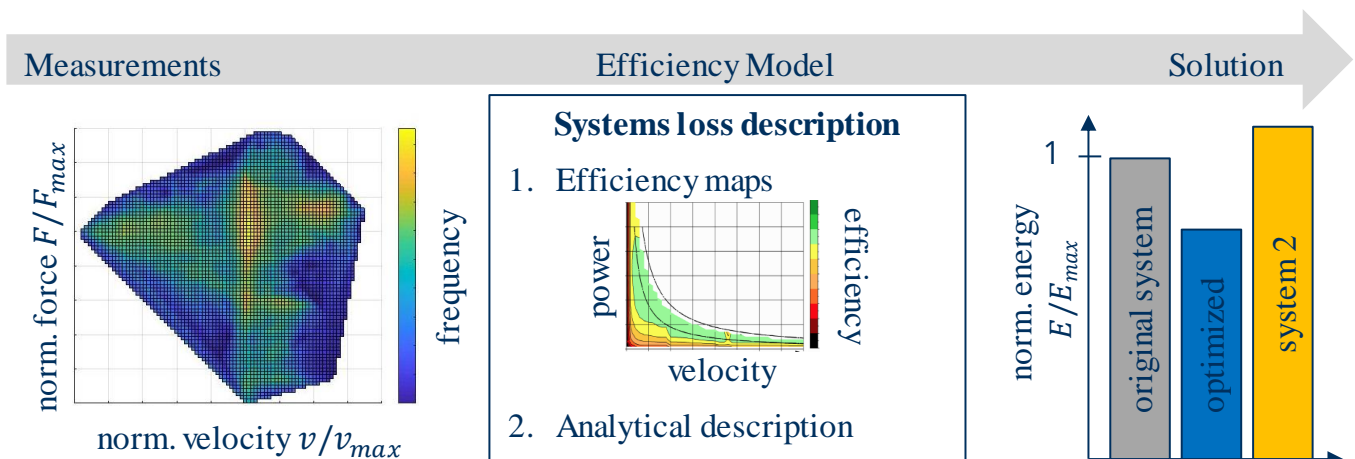 Measurements
Efficiency Model
Solution
norm. force F/F_max
norm. velocity v/v_max
frequency
Systems loss description
1. Efficiency maps
power
velocity
efficiency
2. Analytical description
norm. energy
E/E_max
1
original system
optimized
system 2